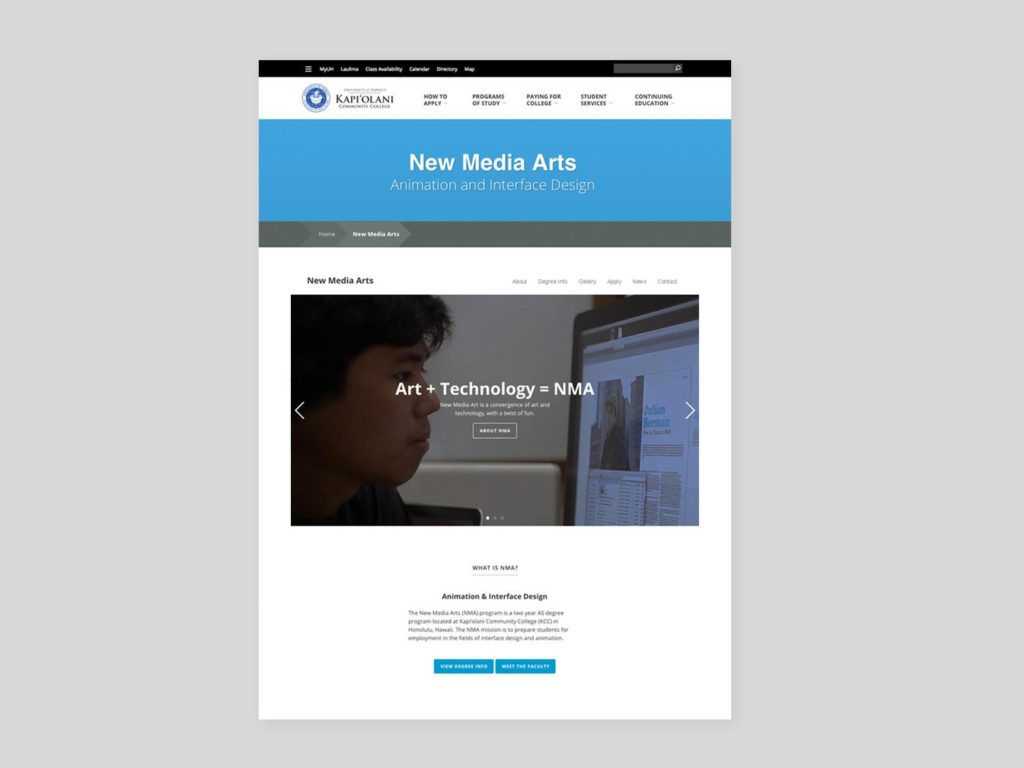 MyUH Laulima Class Availability Calendar Directory Map
UNIVERSITY of HAWAI'I
KAPI'OLANI
COMMUNITY COLLEGE
HOW TO
APPLY
PROGRAMS
OF STUDY
PAYING FOR
COLLEGE
STUDENT
SERVICES
CONTINUING
EDUCATION
New Media Arts
Animation and Interface Design
Home New Media Arts
New Media Arts
About Degree Info Gallery Apply News Contact
Art + Technology = NMA
New Media Art is a convergence of art and
technology, with a twist of fun.
ABOUT NMA
Julian
Berman
WHAT IS NMA?
Animation & Interface Design
The New Media Arts (NMA) program is a two year AS degree
program located at Kapi'olani Community College (KCC) in
Honolulu, Hawaii. The NMA mission is to prepare students for
employment in the fields of interface design and animation.
VIEW DEGREE INFO MEET THE FACULTY